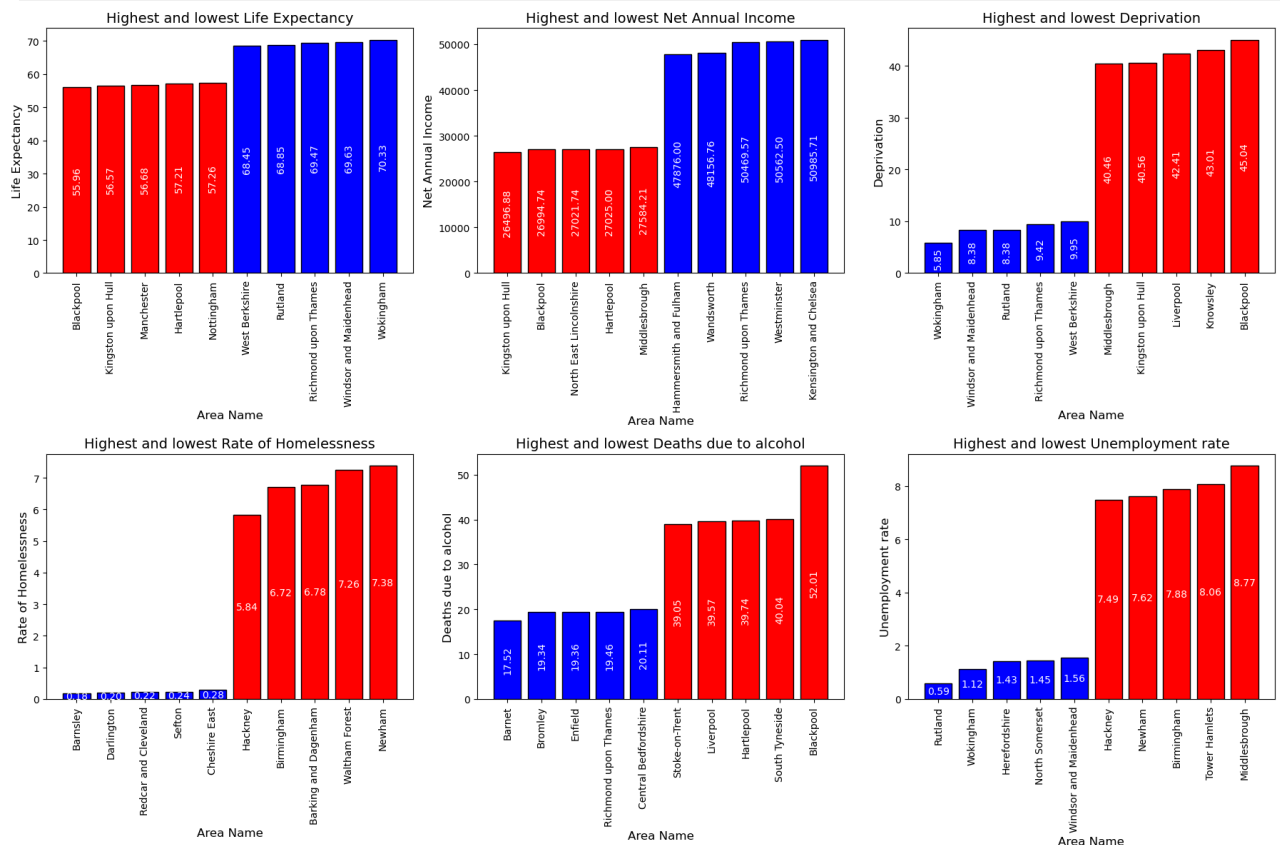 Highest and lowest Life Expectancy
Life Expectancy
70
60
50
40
30
20
10
0
55.96
56.57
56.68
57.21
57.26
68.45
68.85
69.47
69.63
70.33
Blackpool
Kingston upon Hull
Manchester
Hartlepool
Nottingham
West Berkshire
Rutland
Richmond upon Thames
Windsor and Maidenhead
Wokingham
Area Name
Highest and lowest Net Annual Income
Net Annual Income
50000
40000
30000
20000
10000
0
26496.88
26994.74
27021.74
27025.00
27584.21
47876.00
48156.76
50469.57
50562.50
50985.71
Kingston upon Hull
Blackpool
North East Lincolnshire
Hartlepool
Middlesbrough
Hammersmith and Fulham
Wandsworth
Richmond upon Thames
Westminster
Kensington and Chelsea
Area Name
Highest and lowest Deprivation
Deprivation
40
30
20
10
0
5.85
8.38
8.38
9.42
9.95
40.46
40.56
42.41
43.01
45.04
Wokingham
Windsor and Maidenhead
Rutland
Richmond upon Thames
West Berkshire
Middlesbrough
Kingston upon Hull
Liverpool
Knowsley
Blackpool
Area Name
Highest and lowest Rate of Homelessness
Rate of Homelessness
7
6
5
4
3
2
1
0
0.18
0.20
0.22
0.24
0.28
5.84
6.72
6.78
7.26
7.38
Barnsley
Darlington
Redcar and Cleveland
Sefton
Cheshire East
Hackney
Birmingham
Barking and Dagenham
Waltham Forest
Newham
Area Name
Highest and lowest Deaths due to alcohol
Deaths due to alcohol
50
40
30
20
10
0
17.52
19.34
19.36
19.46
20.11
39.05
39.57
39.74
40.04
52.01
Barnet
Bromley
Enfield
Richmond upon Thames
Central Bedfordshire
Stoke-on-Trent
Liverpool
Hartlepool
South Tyneside
Blackpool
Area Name
Highest and lowest Unemployment rate
Unemployment rate
8
6
4
2
0
0.59
1.12
1.43
1.45
1.56
7.49
7.62
7.88
8.06
8.77
Rutland
Wokingham
Herefordshire
North Somerset
Windsor and Maidenhead
Hackney
Newham
Birmingham
Tower Hamlets
Middlesbrough
Area Name